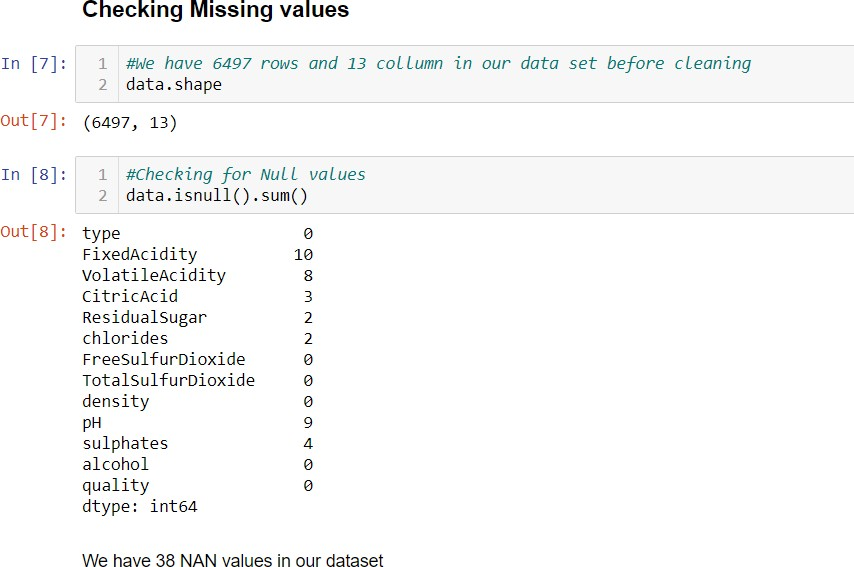 Checking Missing values
In [7]: 1 #We have 6497 rows and 13 collumn in our data set before cleaning
2 data.shape
Out[7]: (6497, 13)
In [8]: 1 #Checking for Null values
2 data.isnull().sum()
Out[8]: type 0
FixedAcidity 10
VolatileAcidity 8
CitricAcid 3
ResidualSugar 2
chlorides 2
FreeSulfurDioxide 0
TotalSulfurDioxide 0
density 0
pH 9
sulphates 4
alcohol 0
quality 0
dtype: int64
We have 38 NAN values in our dataset